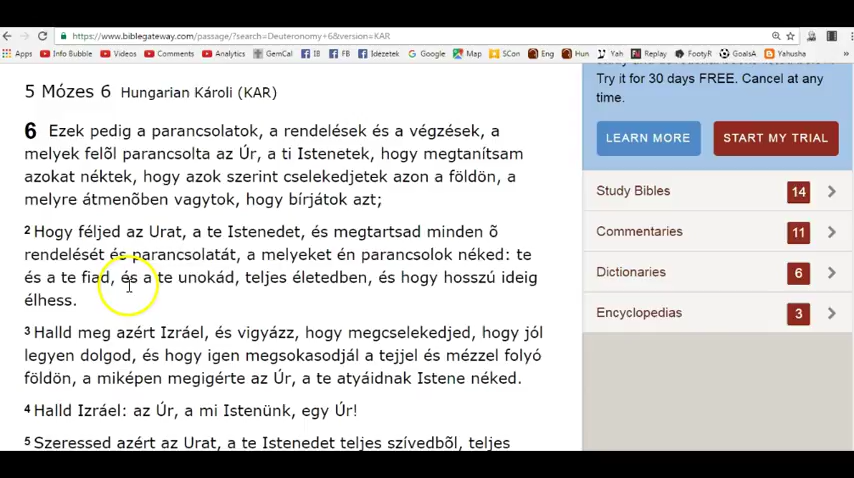 https://www.biblegateway.com/passage/?search=Deuteronomy+6&version=KAR
Apps Info Bubble Videos Comments Analytics GemCal IB FB Idezetek Google Map SCon Eng Hun Yah Replay FootyR GoalsA Yahusha
5 Mózes 6 Hungarian Károli (KAR)
6 Ezek pedig a parancsolatok, a rendelések és a végzések, a
melyek felõl parancsolta az Úr, a ti Istenetek, hogy megtanítsam
azokat néktek, hogy azok szerint cselekedjetek azon a földön, a
melyre átmenõben vagytok, hogy bírjátok azt;
2 Hogy féljed az Urat, a te Istenedet, és megtartsad minden õ
rendelését és parancsolatát, a melyeket én parancsolok néked: te
és a te fiad, és a te unokád, teljes életedben, és hogy hosszú ideig
élhess.
3 Halld meg azért Izráel, és vigyázz, hogy megcselekedjed, hogy jól
legyen dolgod, és hogy igen megsokasodjál a tejjel és mézzel folyó
földön, a miképen megigérte az Úr, a te atyáidnak Istene néked.
4 Halld Izráel: az Úr, a mi Istenünk, egy Úr!
5 Szeressed azért az Urat, a te Istenedet teljes szívedbõl, teljes
Try it for 30 days FREE. Cancel at any
time.
LEARN MORE START MY TRIAL
Study Bibles 14
Commentaries 11
Dictionaries 6
Encyclopedias 3